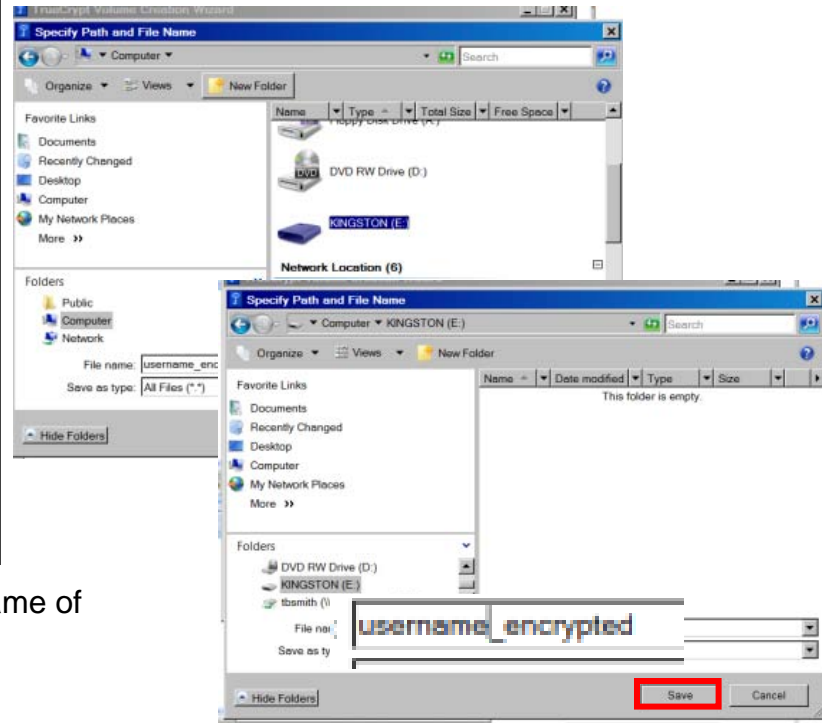 TrueCrypt Volume Creation Wizard
Specify Path and File Name
Computer
Search
Organize Views New Folder
Name Type Total Size Free Space
Favorite Links
Documents
Recently Changed
Desktop
Computer
My Network Places
More >>
Floppy Disk Drive (A:)
DVD
DVD RW Drive (D:)
KINGSTON (E:)
Network Location (6)
Folders
Public
Computer
Network
File name: username_enc
Save as type: All Files (*.*)
Hide Folders
Specify Path and File Name
Computer KINGSTON (E:)
Search
Organize Views New Folder
Name Date modified Type Size
This folder is empty.
Favorite Links
Documents
Recently Changed
Desktop
Computer
My Network Places
More >>
Folders
DVD RW Drive (D:)
KINGSTON (E:)
tbsmith (\\
File nar: username_encrypted
Save as ty
Hide Folders
Save Cancel
me of